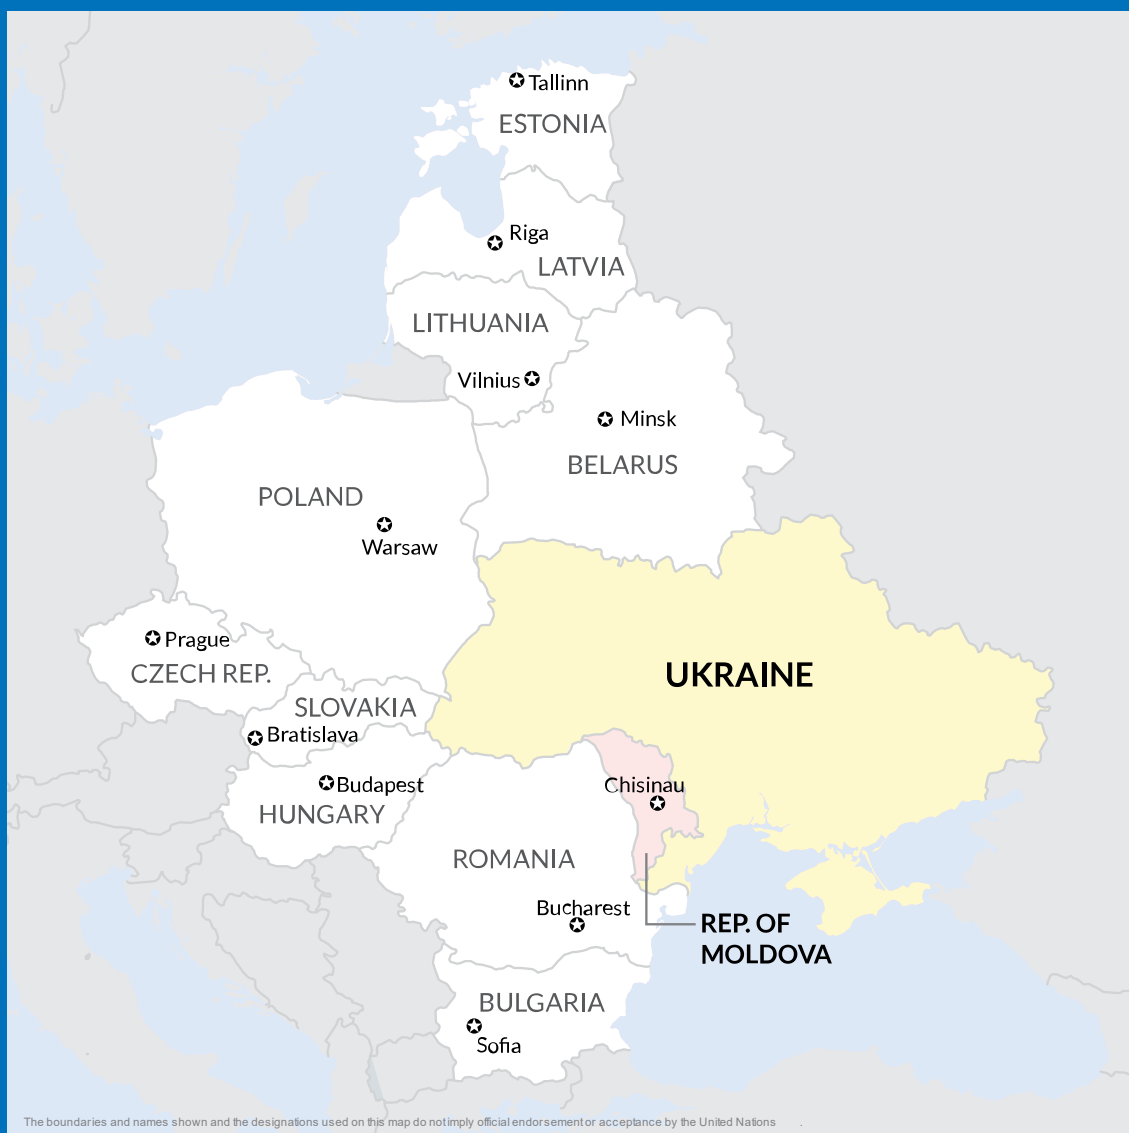 Tallinn
ESTONIA
Riga
LATVIA
LITHUANIA
Vilnius
Minsk
BELARUS
POLAND
Warsaw
Prague
CZECH REP.
UKRAINE
SLOVAKIA
Bratislava
Budapest
HUNGARY
Chisinau
ROMANIA
Bucharest
REP. OF
MOLDOVA
BULGARIA
Sofia
The boundaries and names shown and the designations used on this map do not imply official endorsement or acceptance by the United Nations .